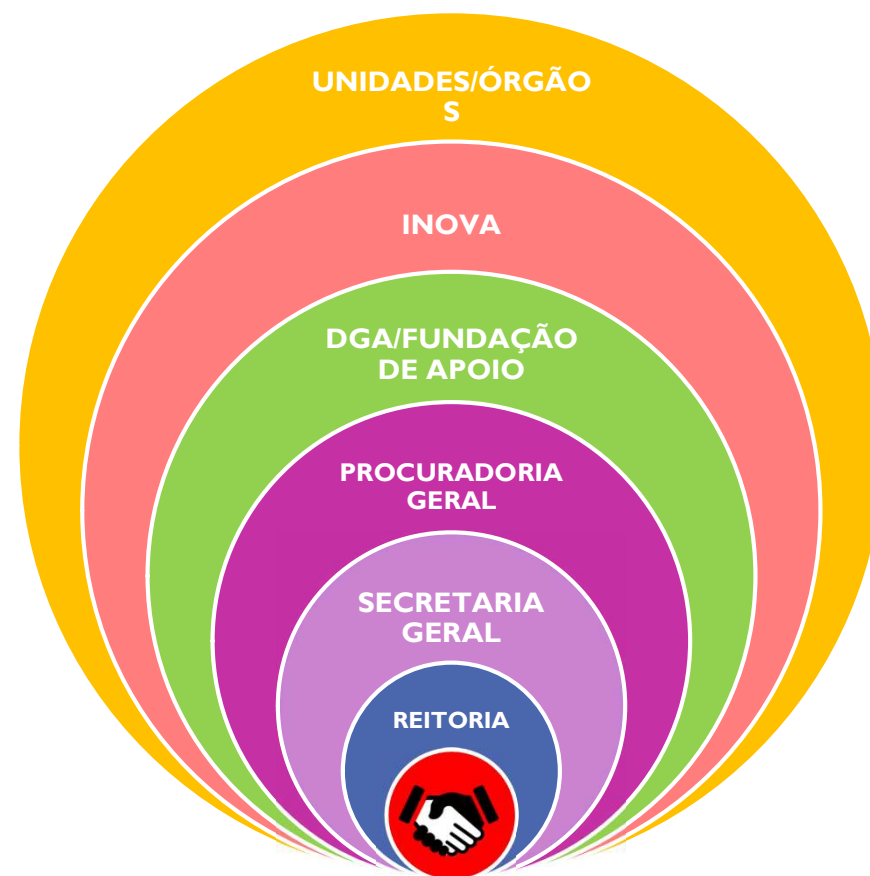 UNIDADES/ÓRGÃO
S
INOVA
DGA/FUNDAÇÃO
DE APOIO
PROCURADORIA
GERAL
SECRETARIA
GERAL
REITORIA